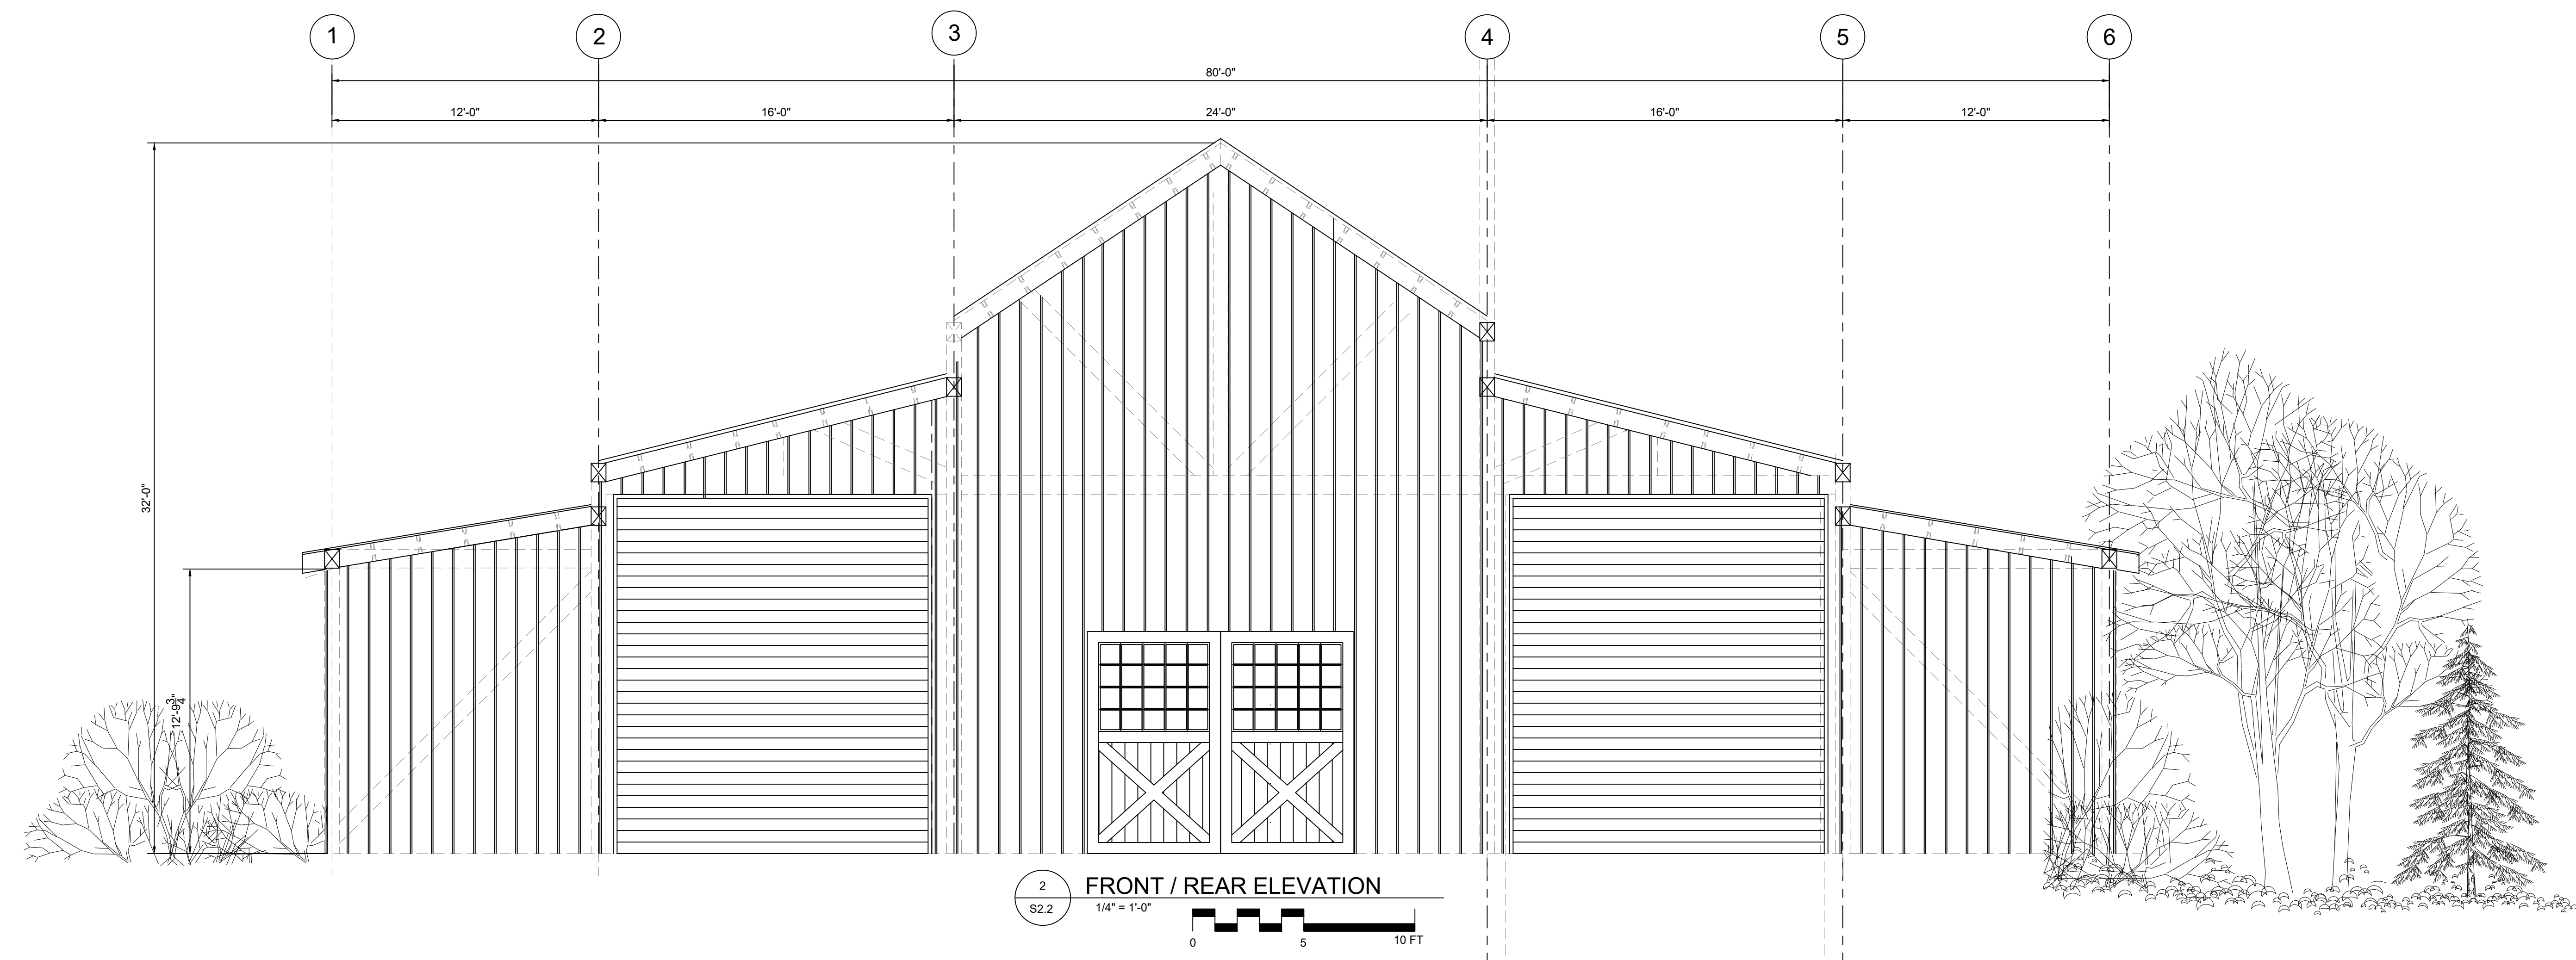 1 2 3 4 5 6
80'-0"
12'-0" 16'-0" 24'-0" 16'-0" 12'-0"
32'-0"
12'-9 3/4"
2
S2.2
FRONT / REAR ELEVATION
1/4" = 1'-0"
0 5 10 FT